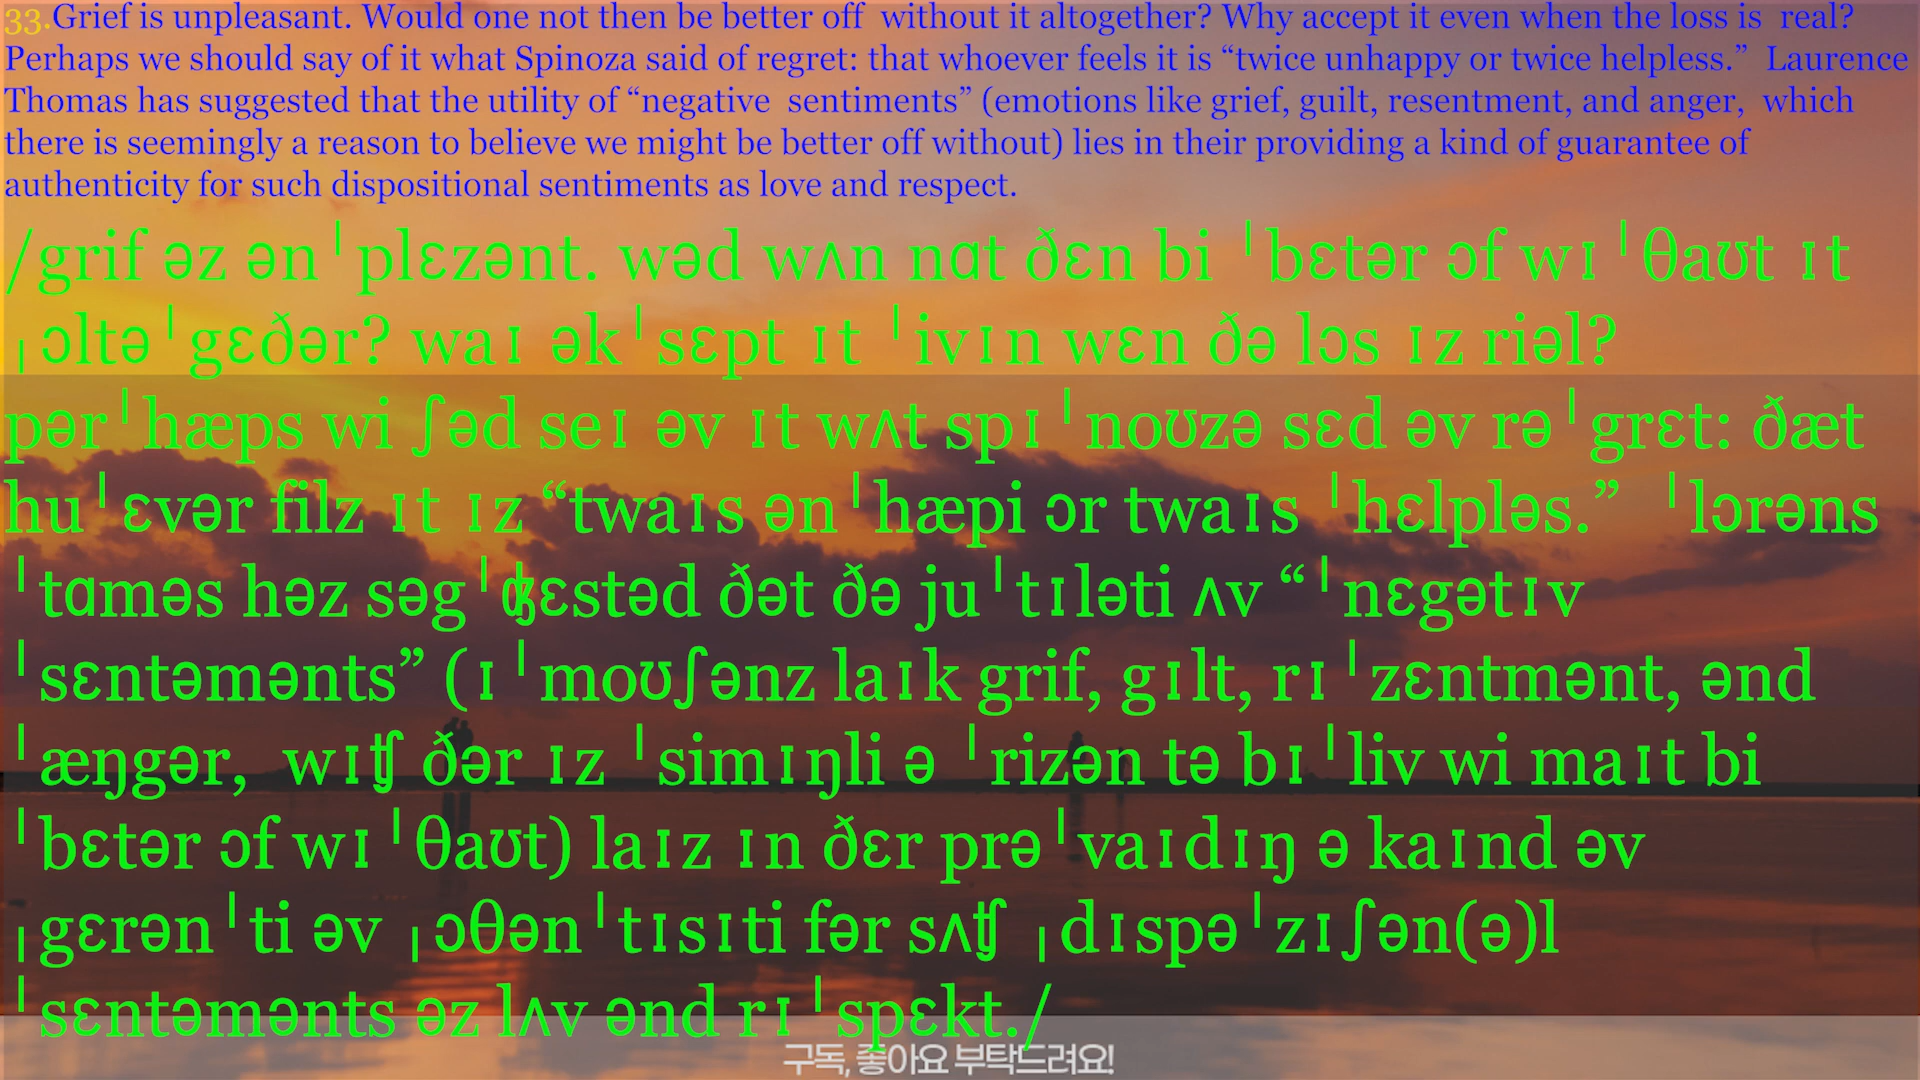 33.Grief is unpleasant. Would one not then be better off  without it altogether? Why accept it even when the loss is  real?
Perhaps we should say of it what Spinoza said of regret: that whoever feels it is “twice unhappy or twice helpless.”  Laurence
Thomas has suggested that the utility of “negative  sentiments” (emotions like grief, guilt, resentment, and anger,  which
there is seemingly a reason to believe we might be better off without) lies in their providing a kind of guarantee of
authenticity for such dispositional sentiments as love and respect.
/grif əz ənˈplɛzənt. wəd wʌn nɑt ðɛn bi ˈbɛtər ɔf wɪˈθaʊt ɪt
ˌɔltəˈgɛðər? waɪ əkˈsɛpt ɪt ˈivɪn wɛn ðə lɔs ɪz riəl?
pərˈhæps wi ʃəd seɪ əv ɪt wʌt spɪˈnoʊzə sɛd əv rəˈgrɛt: ðæt
huˈɛvər filz ɪt ɪz “twaɪs ənˈhæpi ɔr twaɪs ˈhɛlpləs.”  ˈlɔrəns
ˈtɑməs həz səgˈʤɛstəd ðət ðə juˈtɪləti ʌv “ˈnɛgətɪv
ˈsɛntəmənts” (ɪˈmoʊʃənz laɪk grif, gɪlt, rɪˈzɛntmənt, ənd
ˈæŋgər,  wɪʧ ðər ɪz ˈsimɪŋli ə ˈrizən tə bɪˈliv wi maɪt bi
ˈbɛtər ɔf wɪˈθaʊt) laɪz ɪn ðɛr prəˈvaɪdɪŋ ə kaɪnd əv
ˌgɛrənˈti əv ˌɔθənˈtɪsɪti fər sʌʧ ˌdɪspəˈzɪʃən(ə)l
ˈsɛntəmənts əz lʌv ənd rɪˈspɛkt./
구독, 좋아요 부탁드려요!